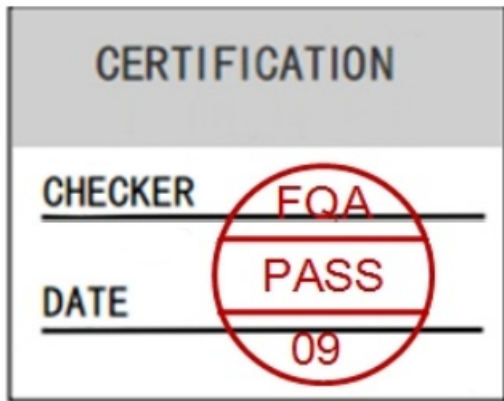 CERTIFICATION
CHECKER
FQA
PASS
DATE
09